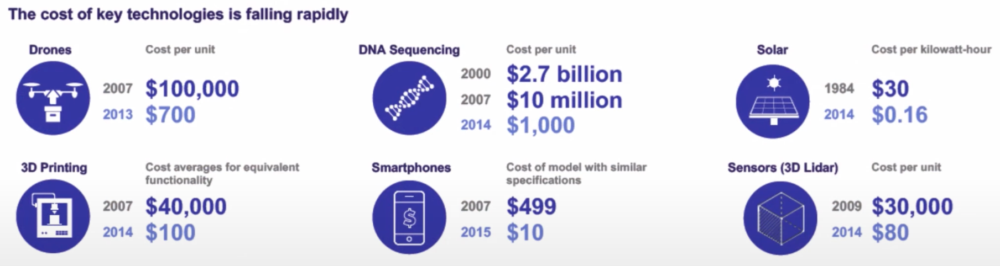 The cost of key technologies is falling rapidly
Drones
Cost per unit
2007 $100,000
2013 $700
DNA Sequencing
Cost per unit
2000 $2.7 billion
2007 $10 million
2014 $1,000
Solar
Cost per kilowatt-hour
1984 $30
2014 $0.16
3D Printing
Cost averages for equivalent
functionality
2007 $40,000
2014 $100
Smartphones
Cost of model with similar
specifications
$
2007 $499
2015 $10
Sensors (3D Lidar)
Cost per unit
2009 $30,000
2014 $80